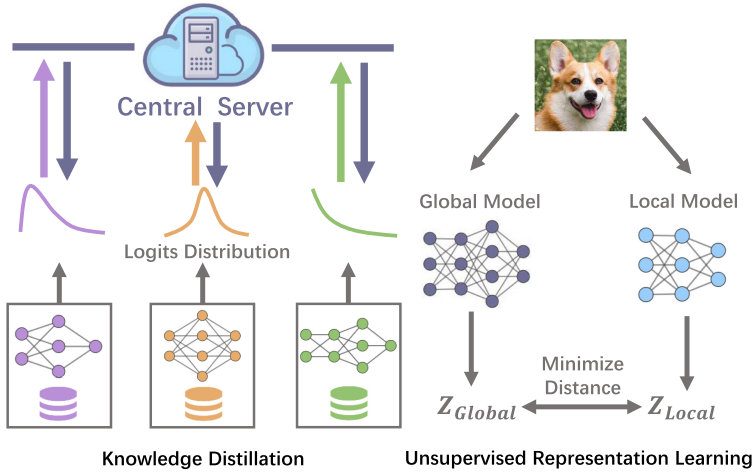 Central Server
Logits Distribution
Knowledge Distillation
Global Model
Local Model
Minimize
Distance
Z_Global
Z_Local
Unsupervised Representation Learning